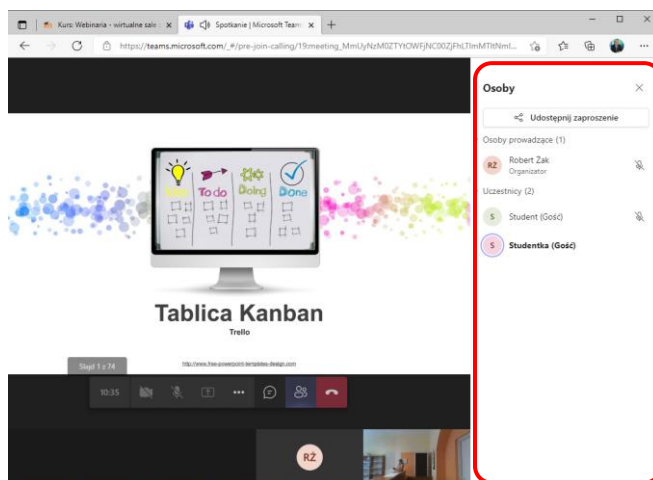 Kurs: Webinaria - wirtualne sale
Spotkanie | Microsoft Team
https://teams.microsoft.com/_#/pre-join-calling/19:meeting_MmUyNzM0ZTYtOWFjNC00ZjFhLTlmMTItNmI...
Osoby
Udostępnij zaproszenie
Osoby prowadzące (1)
RŻ
Robert Żak
Organizator
Uczestnicy (2)
S
Student (Gość)
S
Studentka (Gość)
To do
Doing
Done
Tablica Kanban
Trello
Slajd 1 z 74
http://www.free-powerpoint-templates-design.com
10:35
RŻ